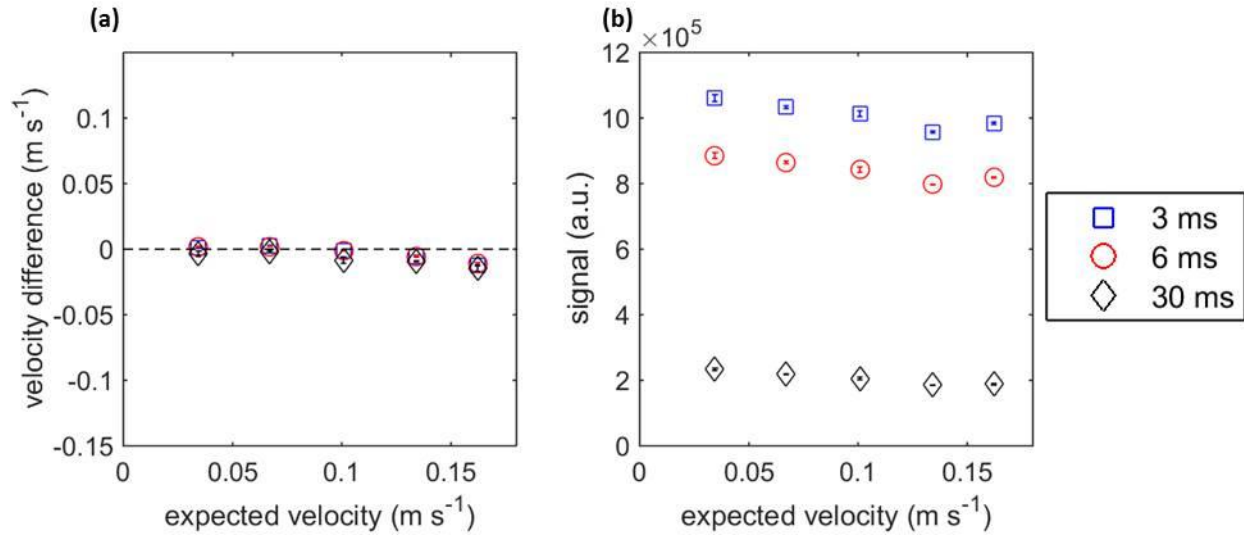 (a)
velocity difference (m s⁻¹)
0.1
0.05
0
-0.05
-0.1
-0.15
0 0.05 0.1 0.15
expected velocity (m s⁻¹)
(b)
×10⁵
signal (a.u.)
12
10
8
6
4
2
0
0 0.05 0.1 0.15
expected velocity (m s⁻¹)
3 ms
6 ms
30 ms